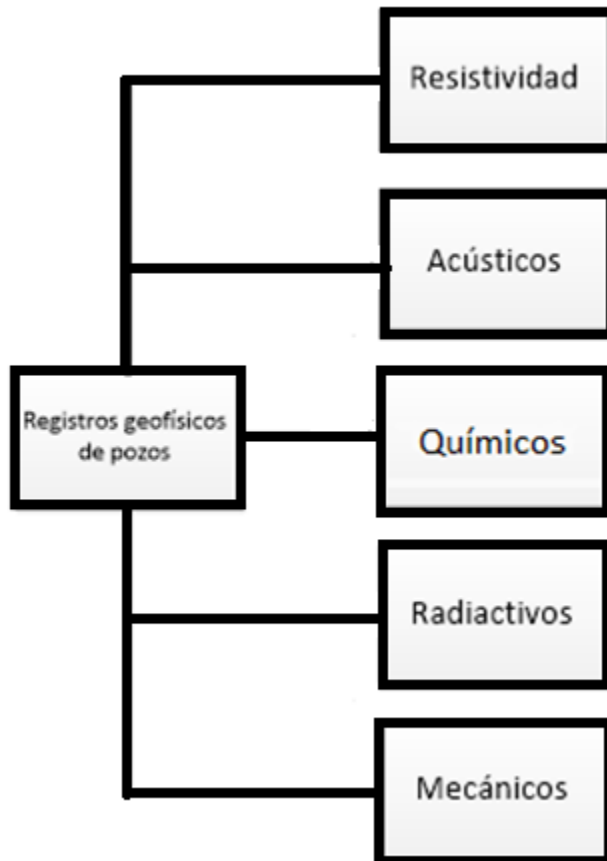 Resistividad
Acústicos
Registros geofísicos
de pozos
Químicos
Radiactivos
Mecánicos